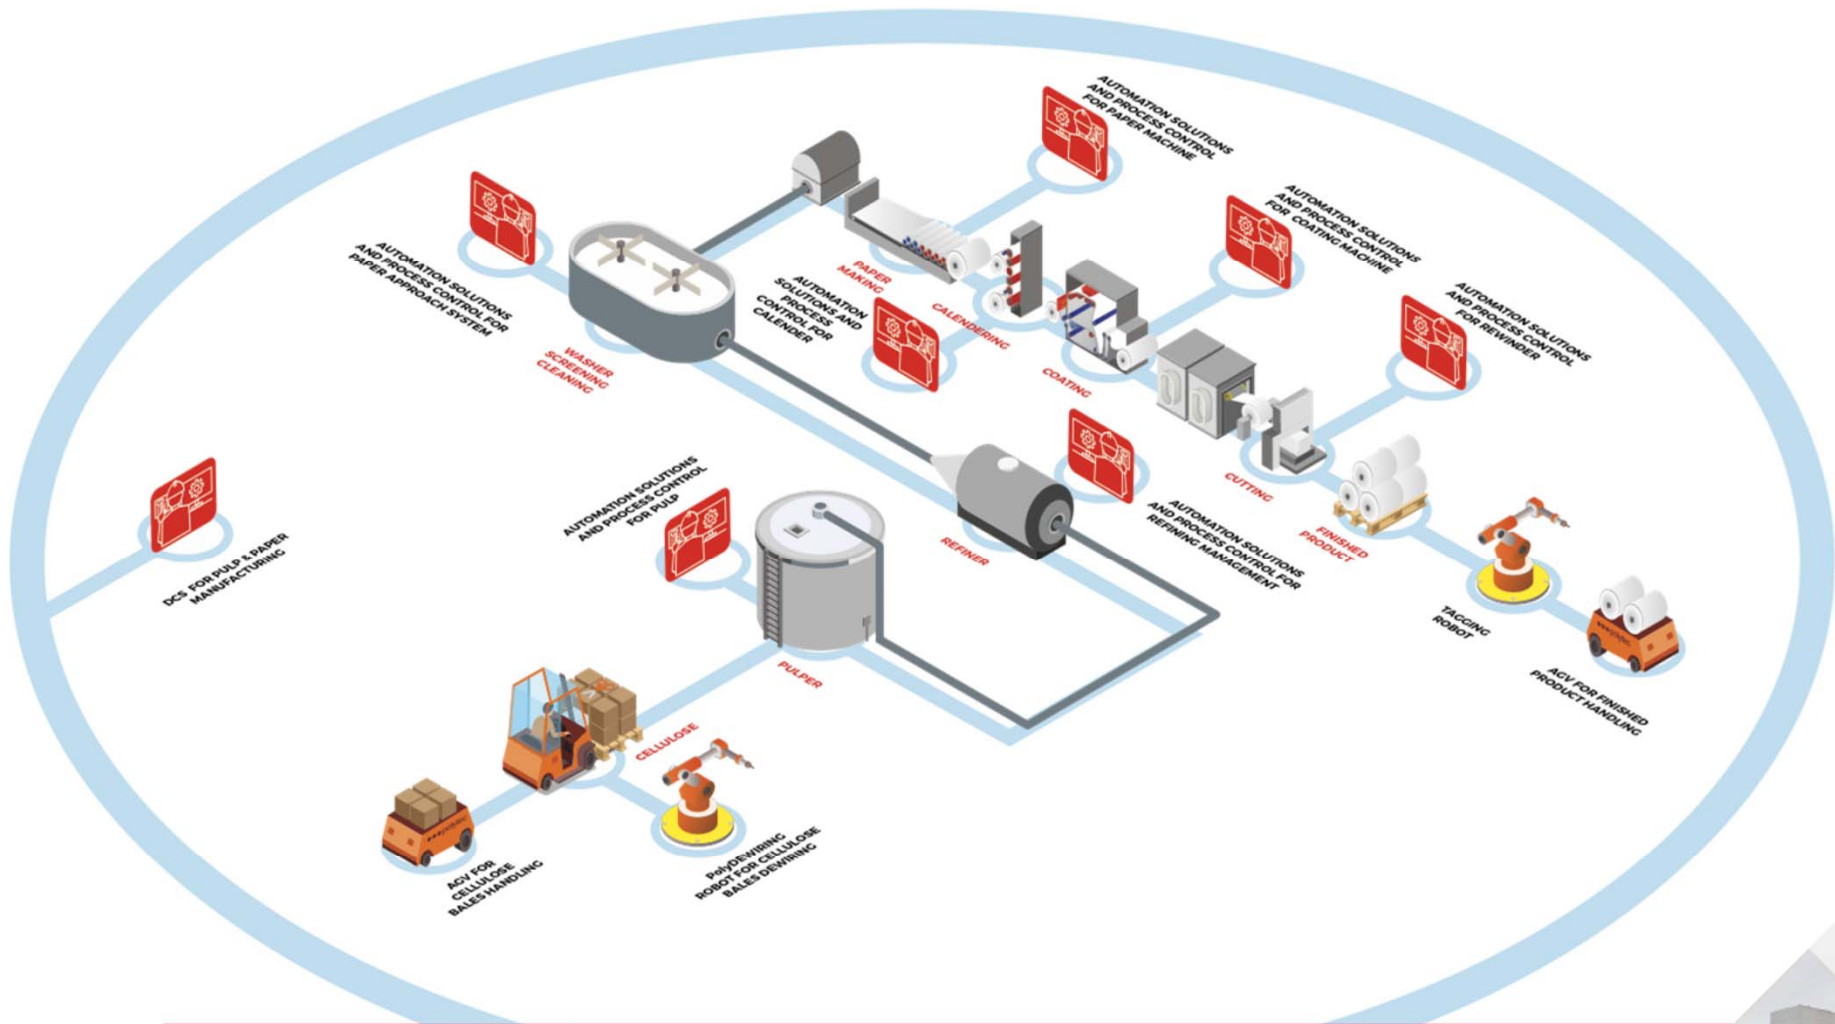 AUTOMATION SOLUTIONS
AND PROCESS CONTROL
FOR PAPER MACHINE
AUTOMATION SOLUTIONS
AND PROCESS CONTROL
FOR COATING MACHINE
AUTOMATION SOLUTIONS
AND PROCESS CONTROL FOR
PAPER APPROACH SYSTEM
PAPER
MAKING
AUTOMATION
SOLUTIONS AND
PROCESS
CONTROL FOR
CALENDER
CALENDERING
AUTOMATION SOLUTIONS
AND PROCESS CONTROL
FOR REWINDER
WASHER
SCREENING
CLEANING
COATING
CUTTING
AUTOMATION SOLUTIONS
AND PROCESS CONTROL
FOR PULP
REFINER
AUTOMATION SOLUTIONS
AND PROCESS CONTROL FOR
REFINING MANAGEMENT
FINISHED
PRODUCT
DCS FOR PULP & PAPER
MANUFACTURING
TAGGING
ROBOT
PULPER
AGV FOR FINISHED
PRODUCT HANDLING
CELLULOSE
AGV FOR
CELLULOSE
BALES HANDLING
PolyDEWIRING
ROBOT FOR CELLULOSE
BALES DEWIRING